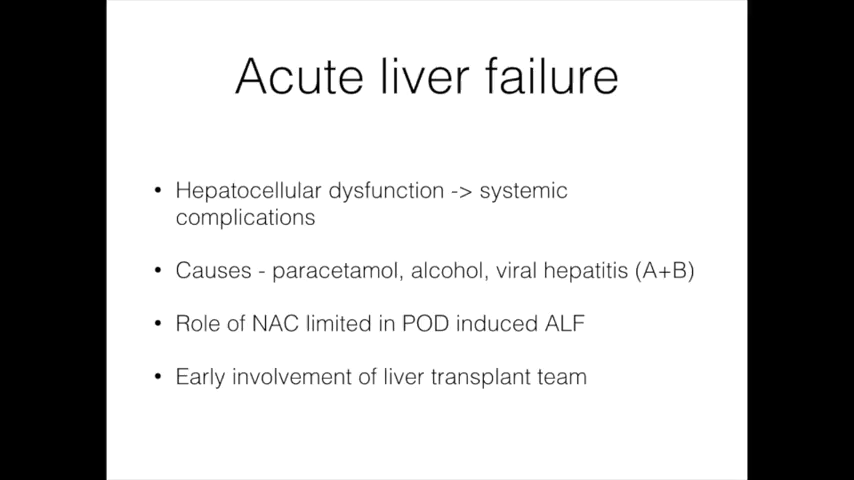 Acute liver failure
• Hepatocellular dysfunction -> systemic
complications
• Causes - paracetamol, alcohol, viral hepatitis (A+B)
• Role of NAC limited in POD induced ALF
• Early involvement of liver transplant team